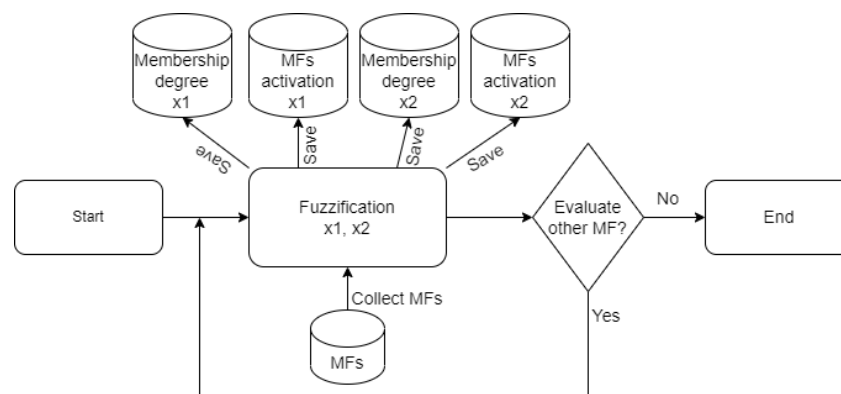 Membership
degree
x1
MFs
activation
x1
Membership
degree
x2
MFs
activation
x2
Save
Save
Save
Save
Start
Fuzzification
x1, x2
Evaluate
other MF?
No
End
Collect MFs
Yes
MFs